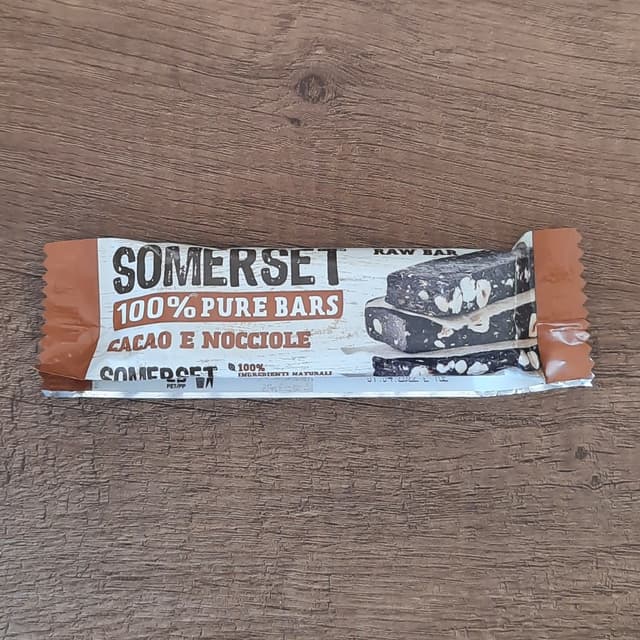 SOMERSET
RAW BAR
100% PURE BARS
CACAO E NOCCIOLE
SOMERSET
100%
INGREDIENTI NATURALI